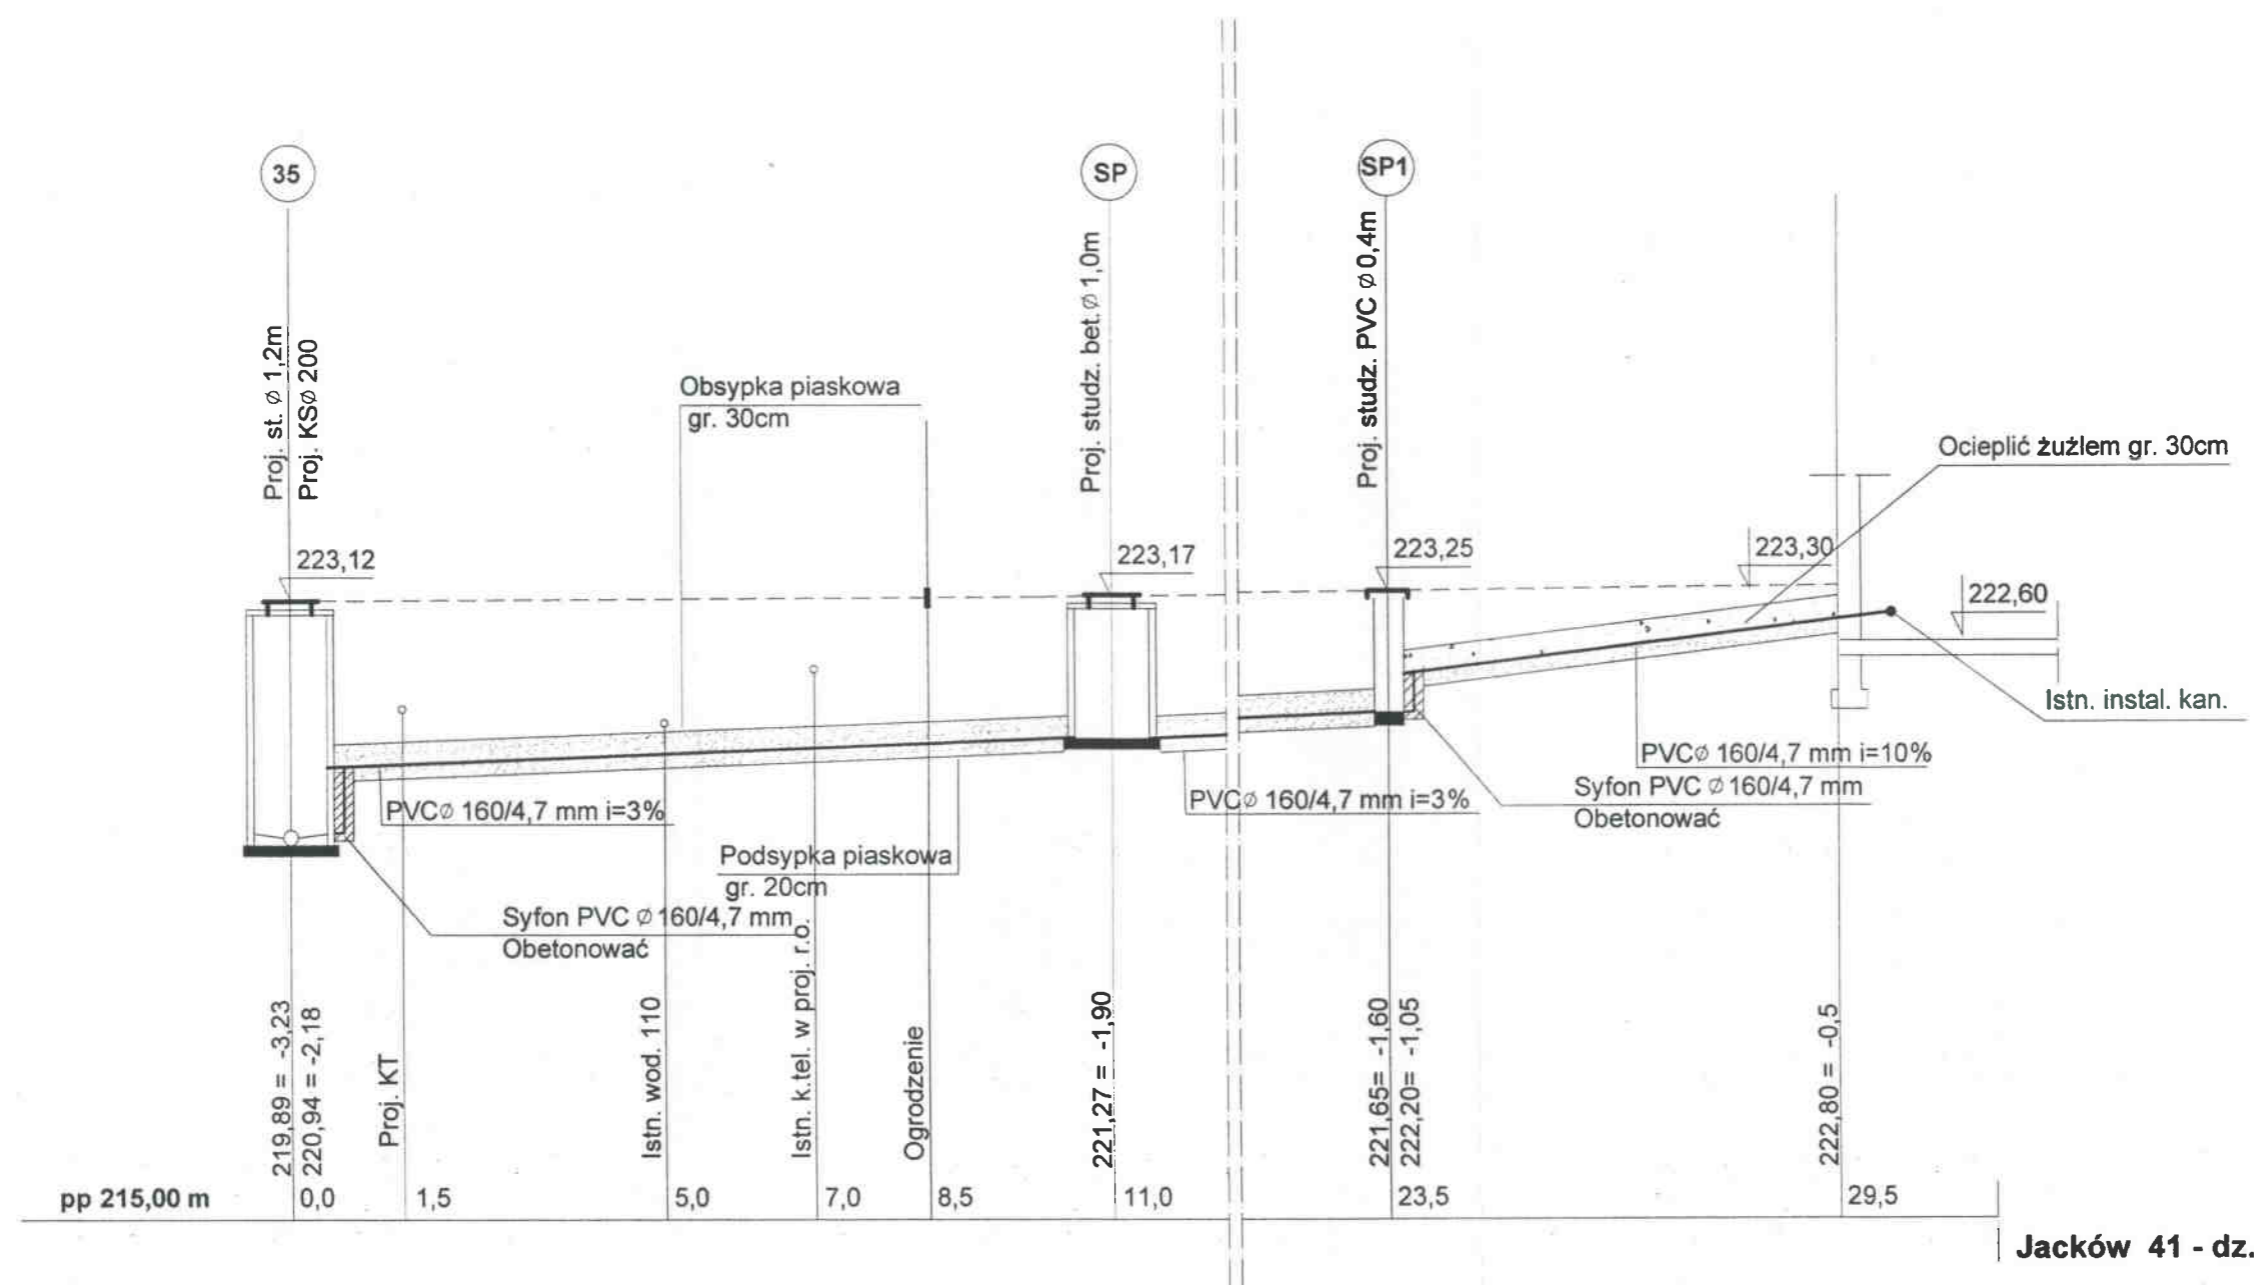 35
SP
SP1
Proj. st. ø 1,2m
Proj. KSø 200
Proj. studz. bet. ø 1,0m
Proj. studz. PVC ø 0,4m
Obsypka piaskowa
gr. 30cm
Ocieplić żużlem gr. 30cm
223,12
223,17
223,25
223,30
222,60
Istn. instal. kan.
PVCø 160/4,7 mm i=3%
PVCø 160/4,7 mm i=3%
PVCø 160/4,7 mm i=10%
Syfon PVC ø 160/4,7 mm
Obetonować
Podsypka piaskowa
gr. 20cm
Syfon PVC ø 160/4,7 mm
Obetonować
219,89 = -3,23
220,94 = -2,18
Proj. KT
Istn. wod. 110
Istn. k.tel. w proj. r.o.
Ogrodzenie
221,27 = -1,90
221,65= -1,60
222,20= -1,05
222,80 = -0,5
pp 215,00 m
0,0
1,5
5,0
7,0
8,5
11,0
23,5
29,5
Jacków 41 - dz.